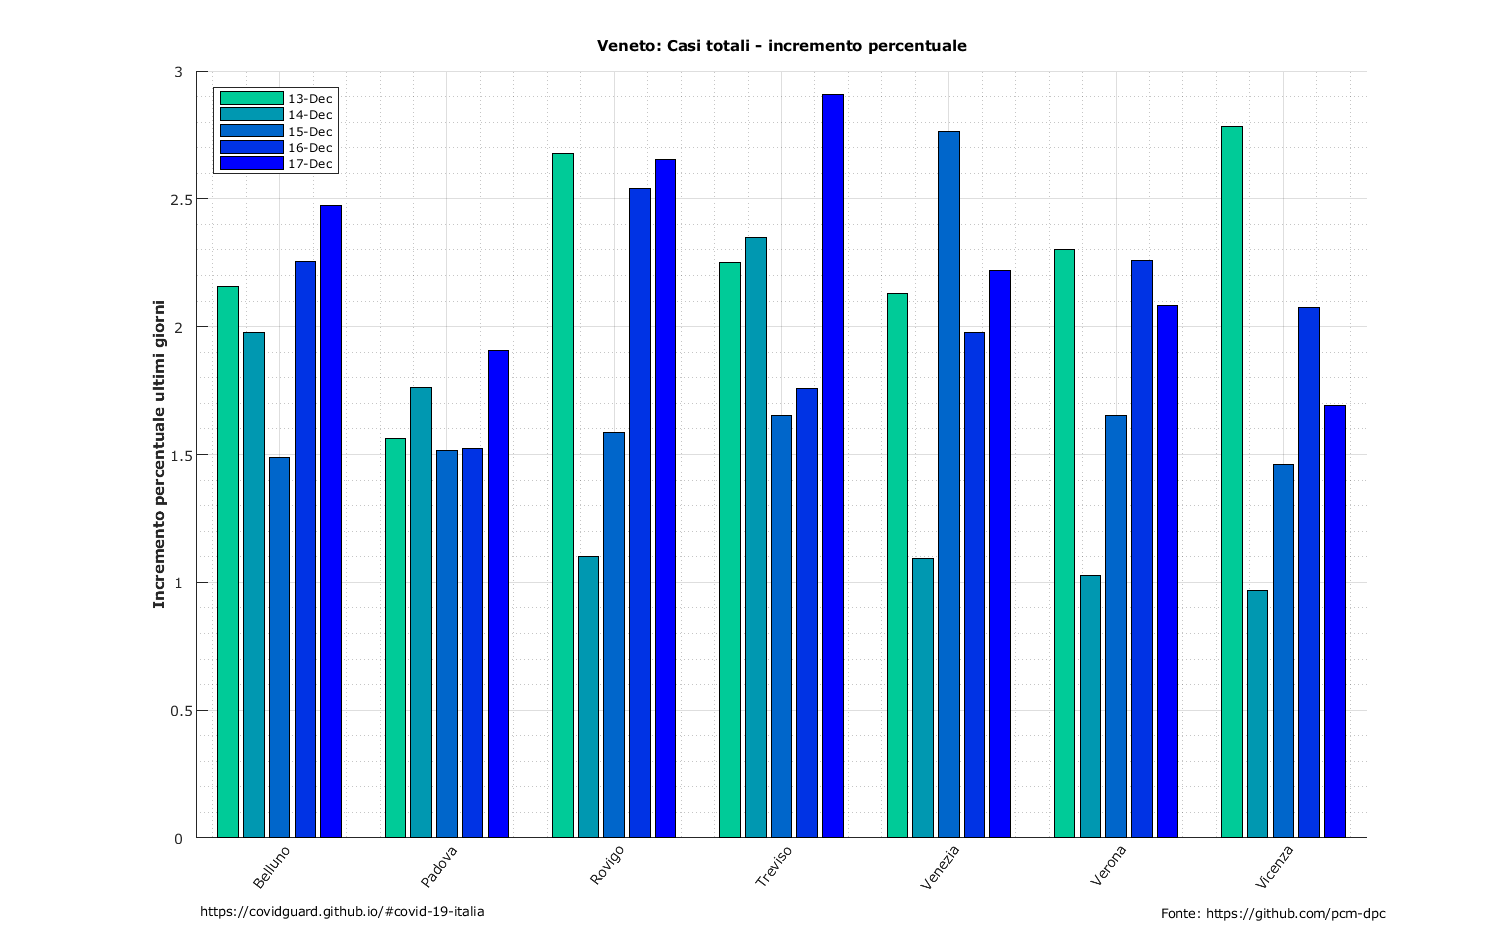 Veneto: Casi totali - incremento percentuale
3
2.5
2
1.5
1
0.5
0
Incremento percentuale ultimi giorni
13-Dec
14-Dec
15-Dec
16-Dec
17-Dec
Belluno
Padova
Rovigo
Treviso
Venezia
Verona
Vicenza
https://covidguard.github.io/#covid-19-italia
Fonte: https://github.com/pcm-dpc